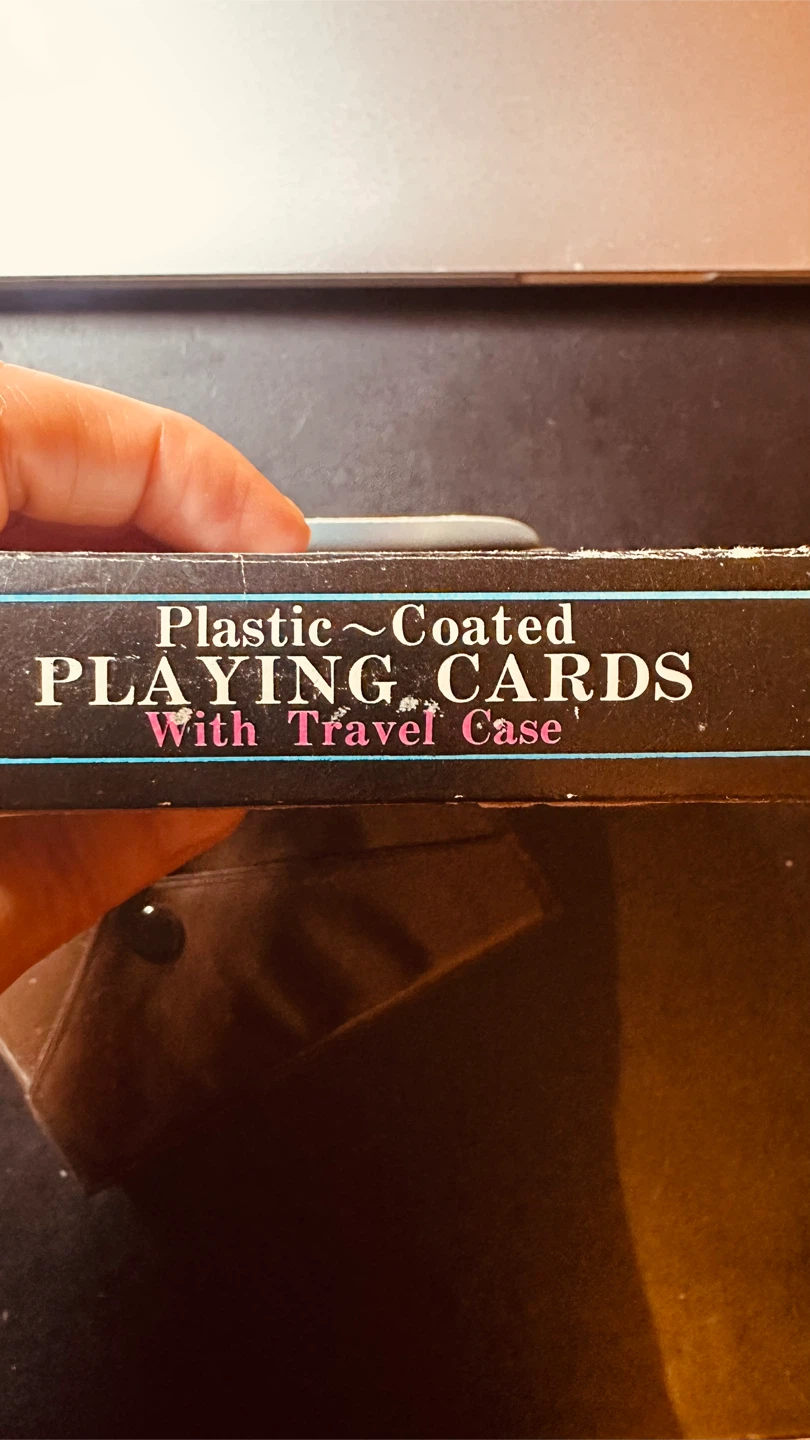 Plastic~Coated
PLAYING CARDS
With Travel Case